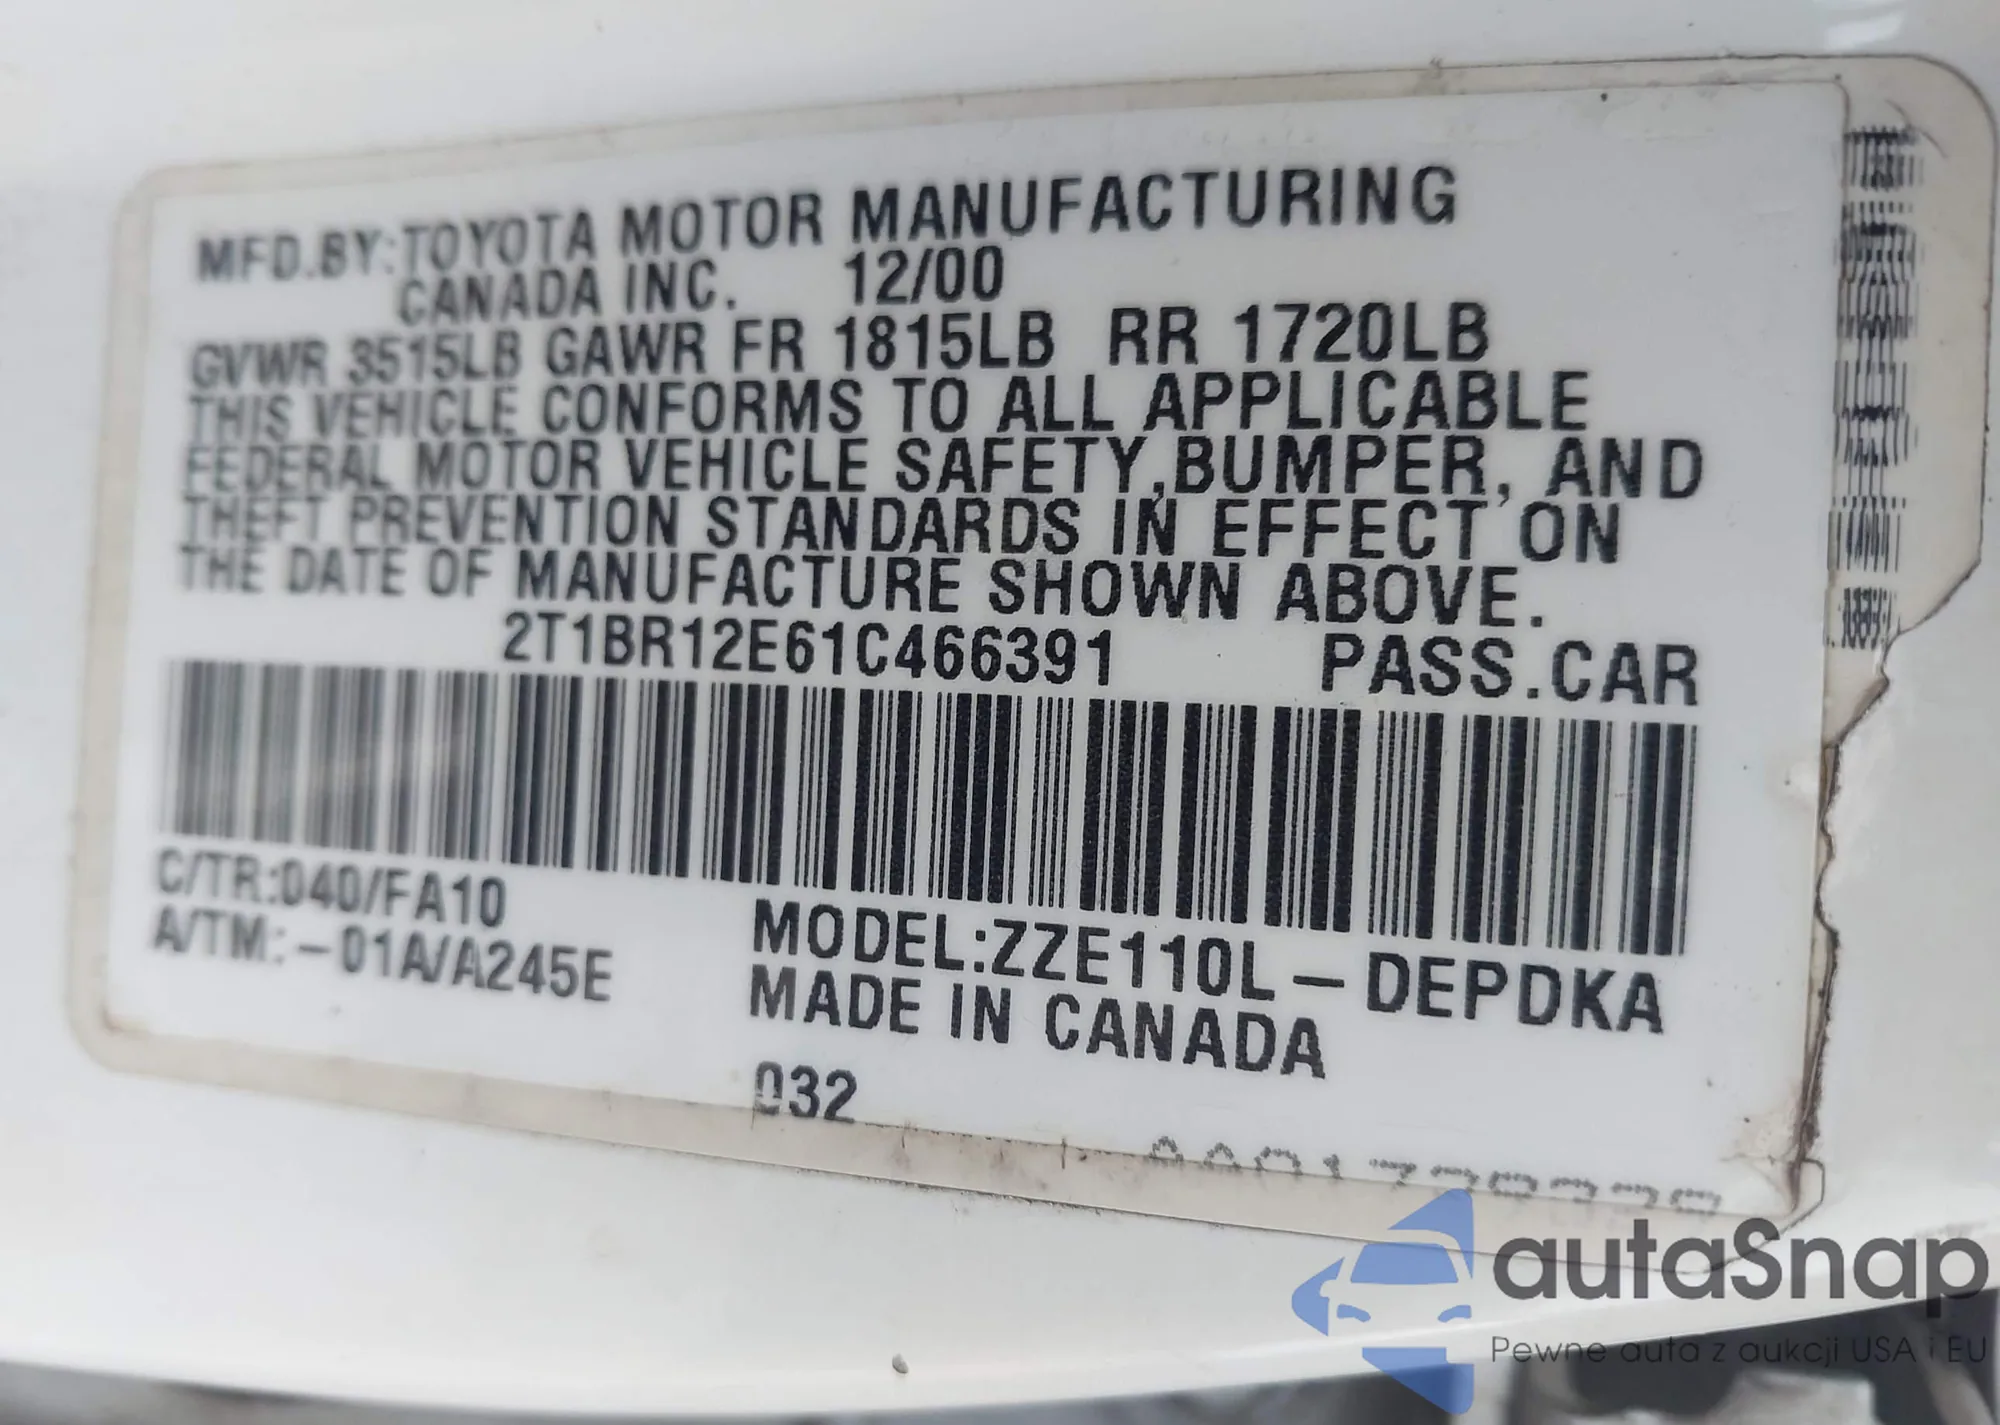 MFD.BY:TOYOTA MOTOR MANUFACTURING
CANADA INC. 12/00
GVWR 3515LB GAWR FR 1815LB RR 1720LB
THIS VEHICLE CONFORMS TO ALL APPLICABLE
FEDERAL MOTOR VEHICLE SAFETY,BUMPER, AND
THEFT PREVENTION STANDARDS IN EFFECT ON
THE DATE OF MANUFACTURE SHOWN ABOVE.
2T1BR12E61C466391 PASS.CAR
C/TR:040/FA10
A/TM:-01A/A245E
MODEL:ZZE110L-DEPDKA
MADE IN CANADA
032
autaSnap
Pewne auta z aukcji USA i EU